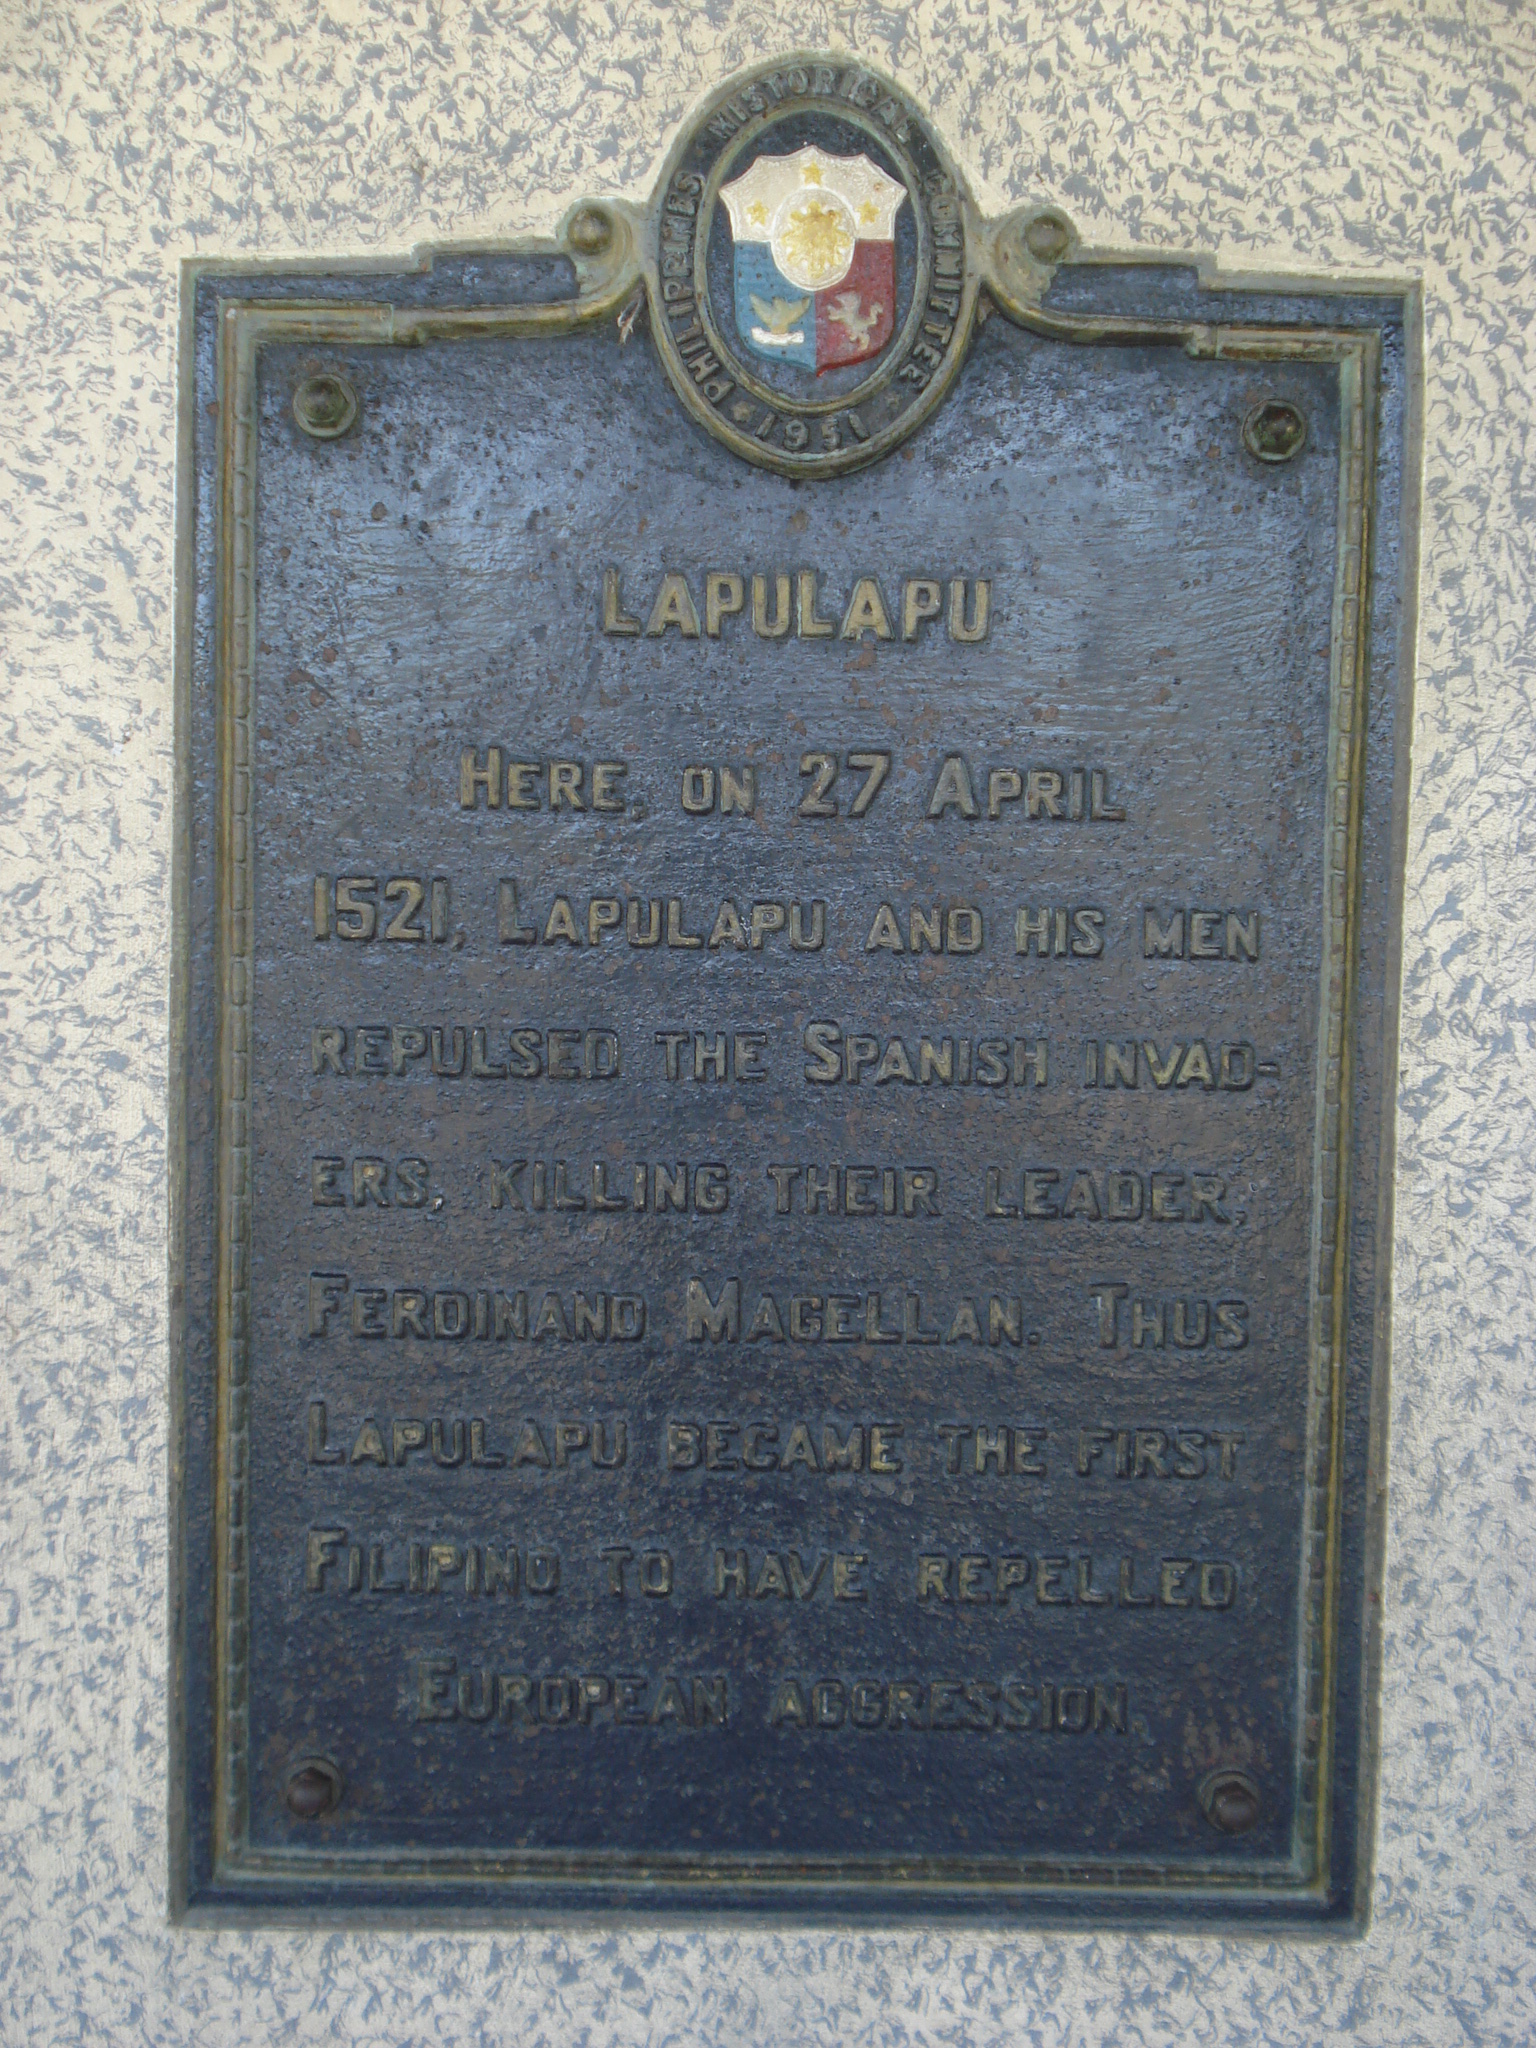 PHILIPPINES HISTORICAL COMMITTEE
1951
LAPULAPU
HERE, ON 27 APRIL
1521, LAPULAPU AND HIS MEN
REPULSED THE SPANISH INVAD-
ERS, KILLING THEIR LEADER,
FERDINAND MAGELLAN. THUS
LAPULAPU BECAME THE FIRST
FILIPINO TO HAVE REPELLED
EUROPEAN AGGRESSION.